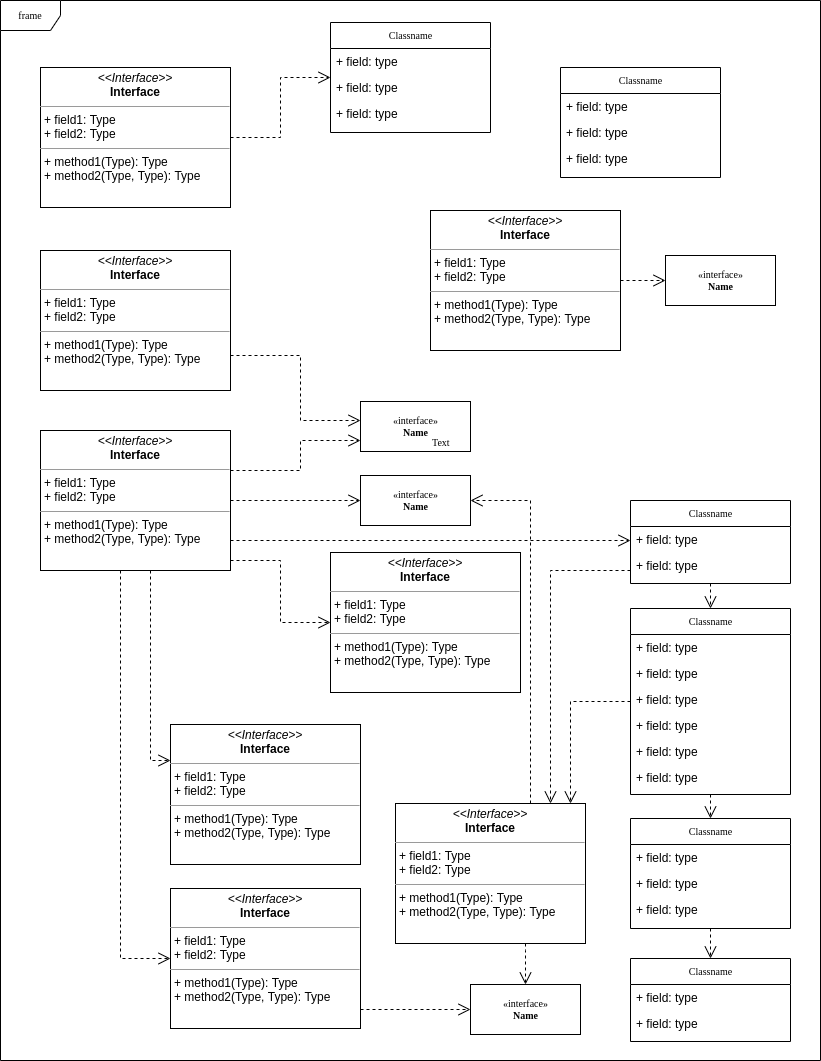 frame
Classname
+ field: type
+ field: type
+ field: type
<<Interface>>
Interface
+ field1: Type
+ field2: Type
+ method1(Type): Type
+ method2(Type, Type): Type
Classname
+ field: type
+ field: type
+ field: type
<<Interface>>
Interface
+ field1: Type
+ field2: Type
+ method1(Type): Type
+ method2(Type, Type): Type
«interface»
Name
<<Interface>>
Interface
+ field1: Type
+ field2: Type
+ method1(Type): Type
+ method2(Type, Type): Type
«interface»
Name
Text
<<Interface>>
Interface
+ field1: Type
+ field2: Type
+ method1(Type): Type
+ method2(Type, Type): Type
«interface»
Name
Classname
+ field: type
+ field: type
<<Interface>>
Interface
+ field1: Type
+ field2: Type
+ method1(Type): Type
+ method2(Type, Type): Type
Classname
+ field: type
+ field: type
+ field: type
+ field: type
+ field: type
+ field: type
<<Interface>>
Interface
+ field1: Type
+ field2: Type
+ method1(Type): Type
+ method2(Type, Type): Type
<<Interface>>
Interface
+ field1: Type
+ field2: Type
+ method1(Type): Type
+ method2(Type, Type): Type
Classname
+ field: type
+ field: type
+ field: type
<<Interface>>
Interface
+ field1: Type
+ field2: Type
+ method1(Type): Type
+ method2(Type, Type): Type
«interface»
Name
Classname
+ field: type
+ field: type